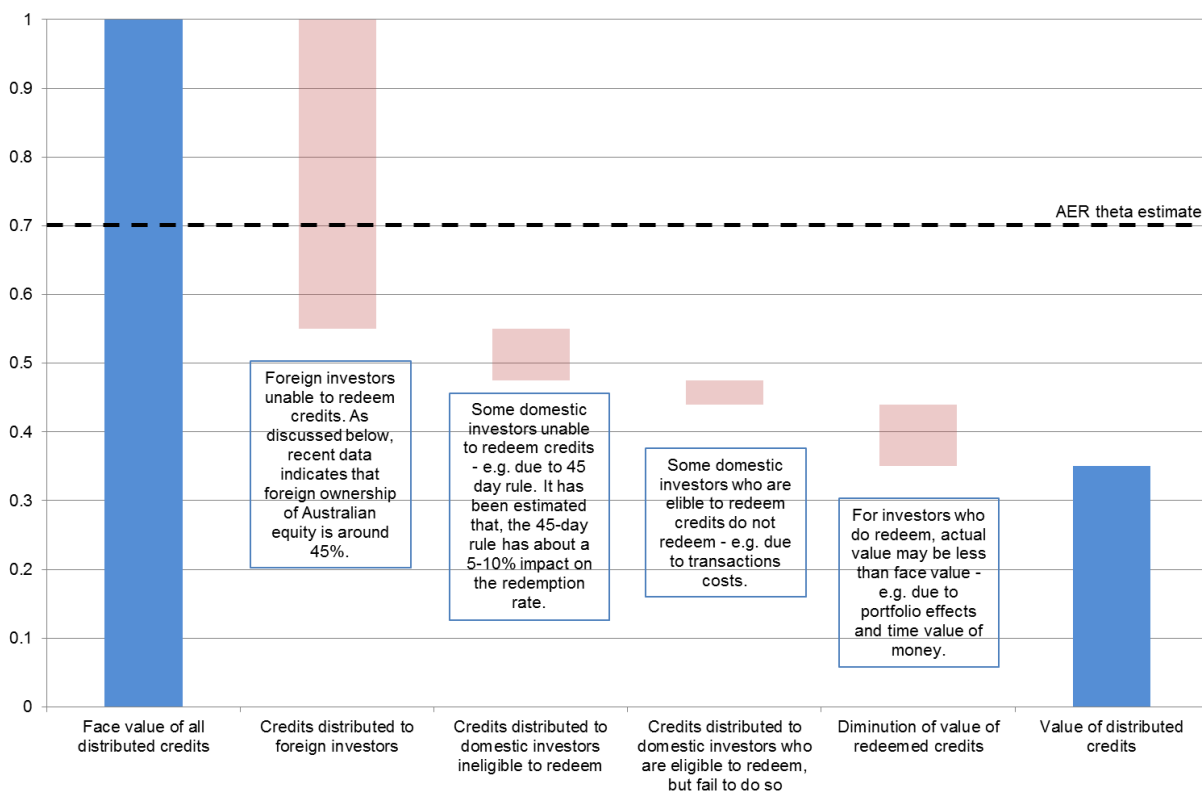 1
0.9
0.8
0.7
0.6
0.5
0.4
0.3
0.2
0.1
0
AER theta estimate
Foreign investors
unable to redeem
credits. As
discussed below,
recent data
indicates that
foreign ownership
of Australian
equity is around
45%.
Some domestic
investors unable
to redeem credits
- e.g. due to 45
day rule. It has
been estimated
that, the 45-day
rule has about a
5-10% impact on
the redemption
rate.
Some domestic
investors who are
elible to redeem
credits do not
redeem - e.g. due
to transactions
costs.
For investors who
do redeem, actual
value may be less
than face value -
e.g. due to
portfolio effects
and time value of
money.
Face value of all
distributed credits
Credits distributed to
foreign investors
Credits distributed to
domestic investors
ineligible to redeem
Credits distributed to
domestic investors who
are eligible to redeem,
but fail to do so
Diminution of value of
redeemed credits
Value of distributed
credits